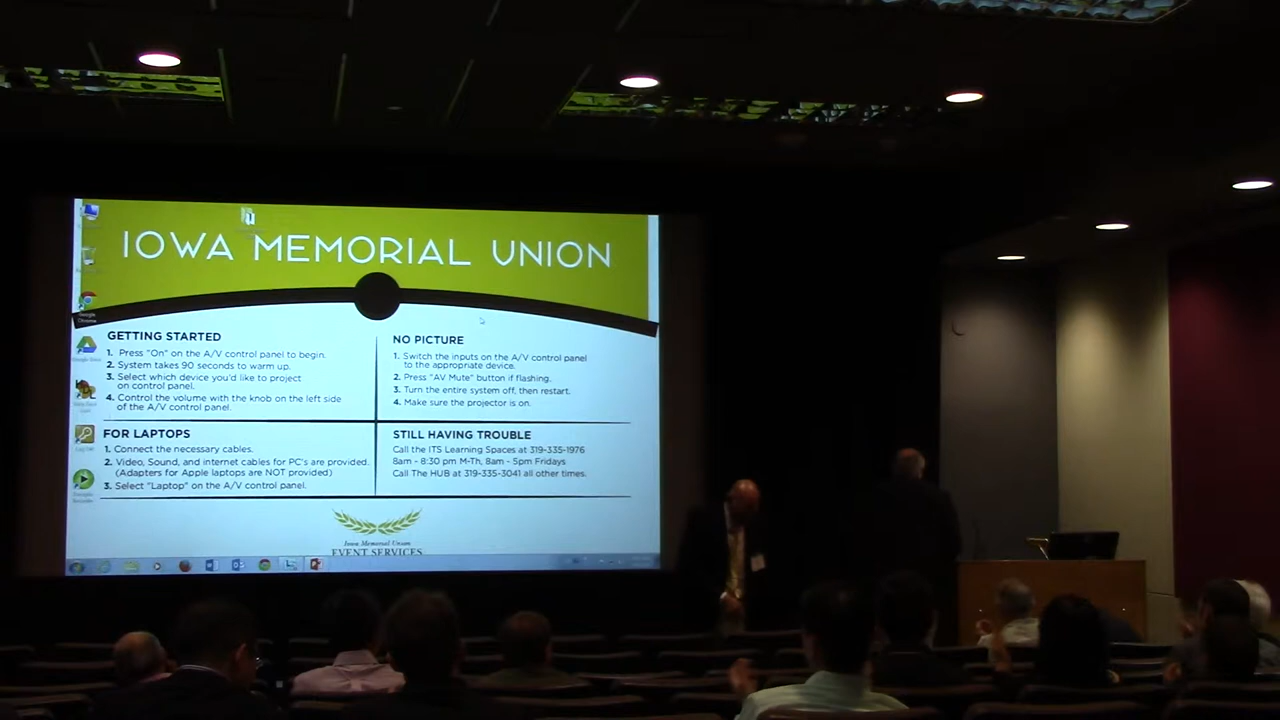 IOWA MEMORIAL UNION
GETTING STARTED
1. Press "On" on the A/V control panel to begin.
2. System takes 90 seconds to warm up.
3. Select which device you'd like to project
on control panel.
4. Control the volume with the knob on the left side
of the A/V control panel.
NO PICTURE
1. Switch the inputs on the A/V control panel
to the appropriate device.
2. Press "AV Mute" button if flashing.
3. Turn the entire system off, then restart.
4. Make sure the projector is on.
FOR LAPTOPS
1. Connect the necessary cables.
2. Video, Sound, and internet cables for PC's are provided.
(Adapters for Apple laptops are NOT provided)
3. Select "Laptop" on the A/V control panel.
STILL HAVING TROUBLE
Call the ITS Learning Spaces at 319-335-1976
8am - 8:30 pm M-Th, 8am - 5pm Fridays
Call The HUB at 319-335-3041 all other times.
Iowa Memorial Union
EVENT SERVICES
Google
Chrome